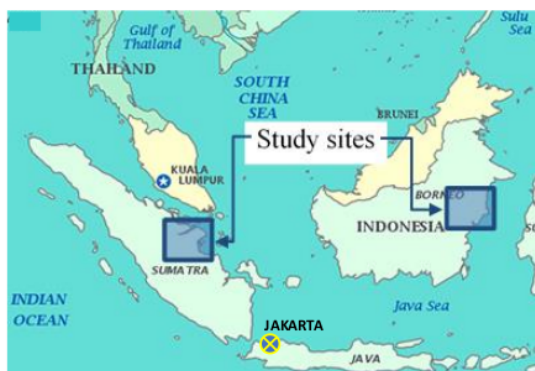 Gulf of
Thailand
THAILAND
SOUTH
CHINA
SEA
Sulu
Sea
BRUNEI
Study sites
KUALA
LUMPUR
BORNEO
INDONESIA
SUMATRA
INDIAN
OCEAN
Java Sea
JAKARTA
JAVA